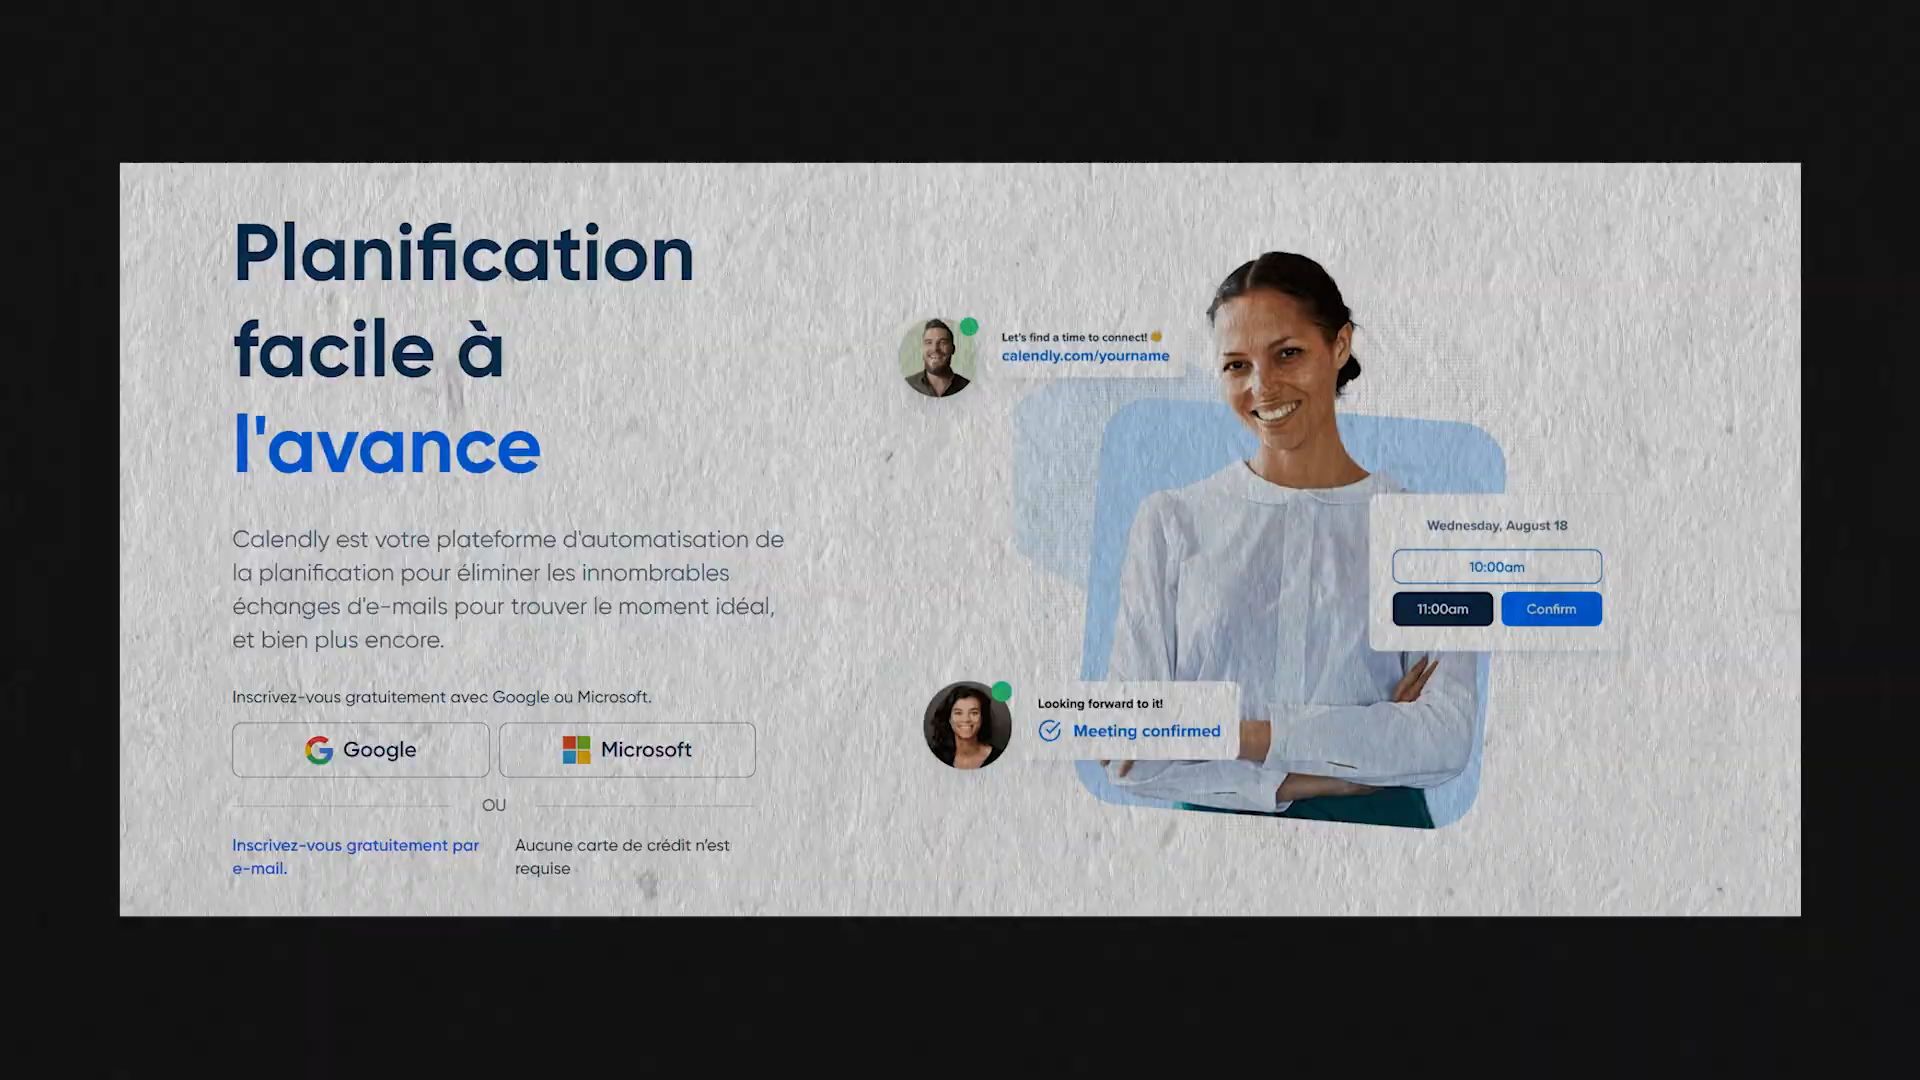 Planification
facile à
l'avance
Calendly est votre plateforme d'automatisation de
la planification pour éliminer les innombrables
échanges d'e-mails pour trouver le moment idéal,
et bien plus encore.
Inscrivez-vous gratuitement avec Google ou Microsoft.
Google
Microsoft
OU
Inscrivez-vous gratuitement par
e-mail.
Aucune carte de crédit n’est
requise
Let's find a time to connect!
calendly.com/yourname
Wednesday, August 18
10:00am
11:00am
Confirm
Looking forward to it!
Meeting confirmed